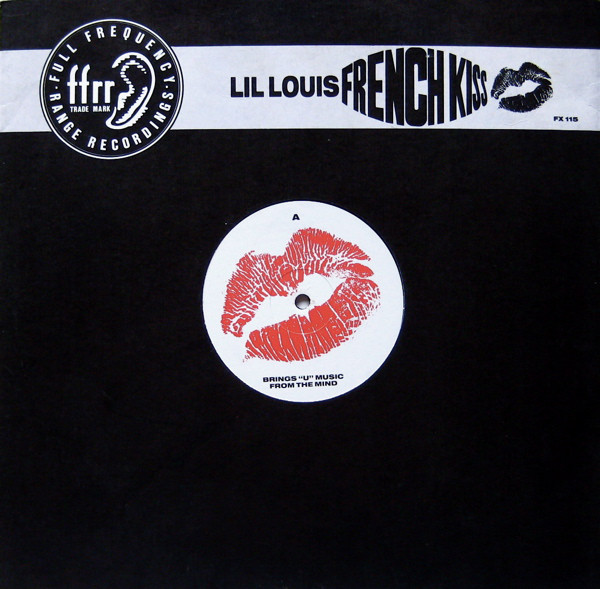 FULL FREQUENCY
RANGE RECORDINGS
ffrr
TRADE MARK
LIL LOUIS FRENCH KISS
FX 115
A
BRINGS "U" MUSIC
FROM THE MIND